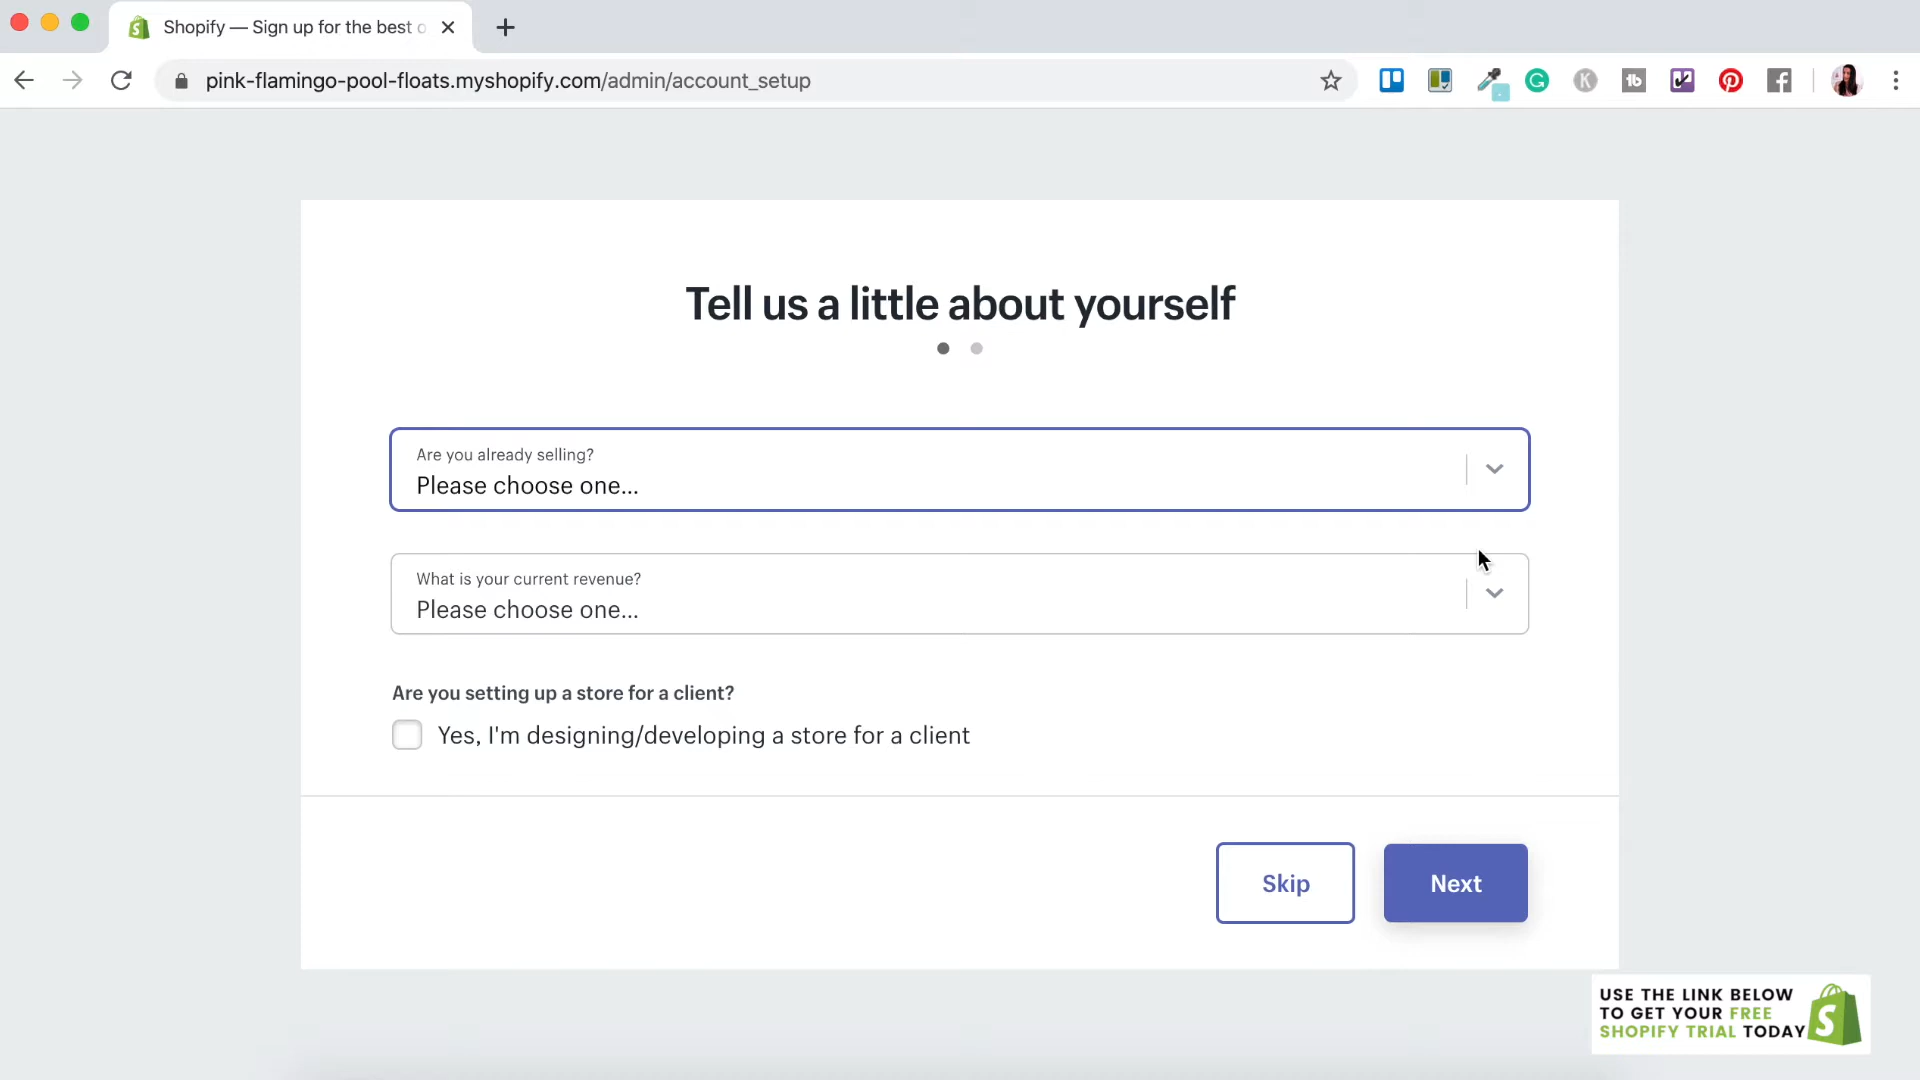 Shopify — Sign up for the best
pink-flamingo-pool-floats.myshopify.com/admin/account_setup
Tell us a little about yourself
Are you already selling?
Please choose one...
What is your current revenue?
Please choose one...
Are you setting up a store for a client?
Yes, I'm designing/developing a store for a client
Skip
Next
USE THE LINK BELOW
TO GET YOUR FREE
SHOPIFY TRIAL TODAY